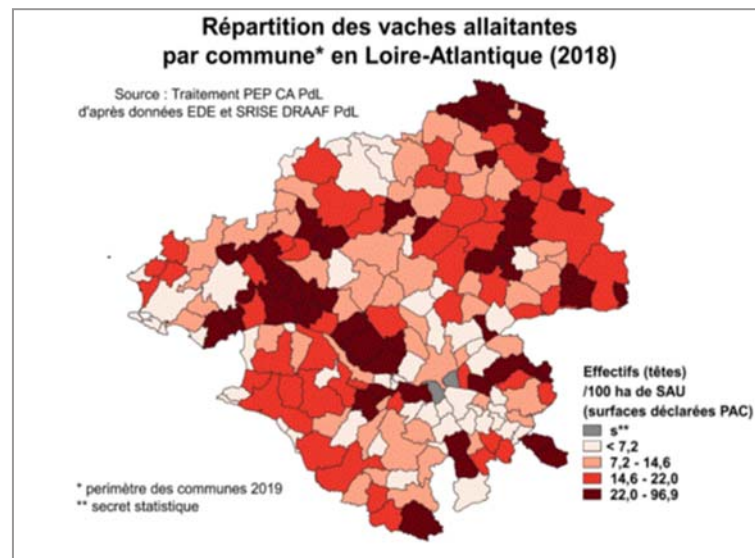 Répartition des vaches allaitantes
par commune* en Loire-Atlantique (2018)
Source : Traitement PEP CA PdL
d'après données EDE et SRISE DRAAF PdL
Effectifs (têtes)
/100 ha de SAU
(surfaces déclarées PAC)
s**
< 7,2
7,2 - 14,6
14,6 - 22,0
22,0 - 96,9
* perimètre des communes 2019
** secret statistique